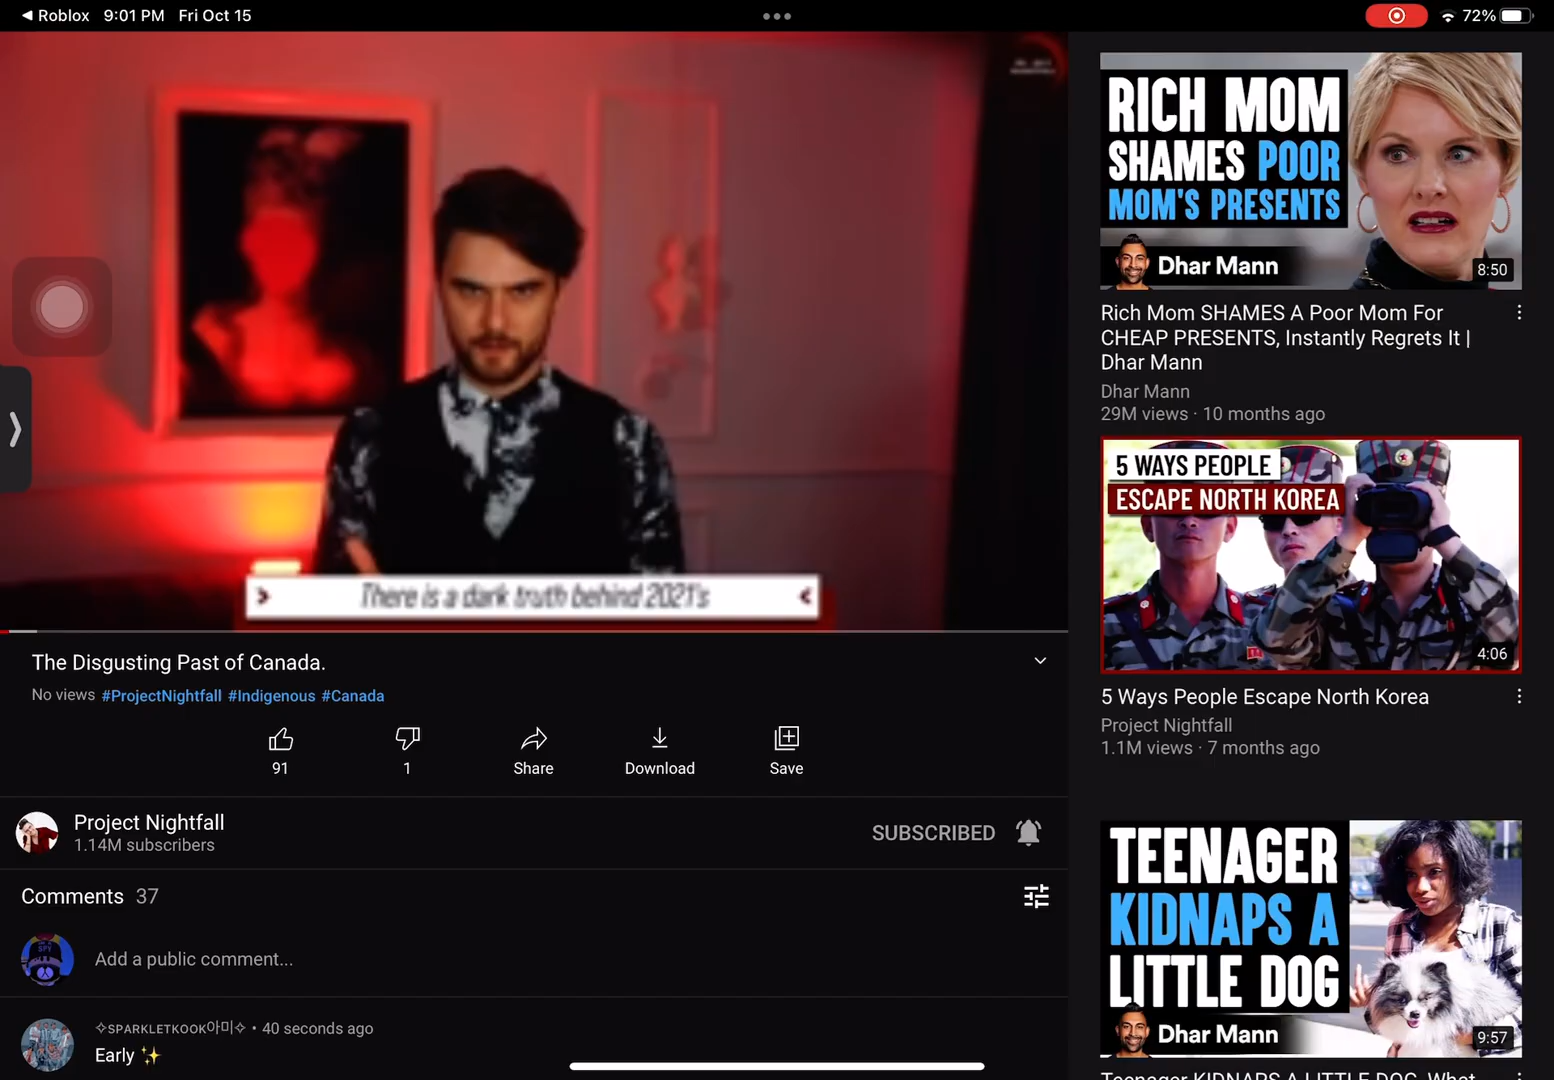 Roblox 9:01 PM Fri Oct 15
72%
There is a dark truth behind 2021's
The Disgusting Past of Canada.
No views #ProjectNightfall #Indigenous #Canada
91
1
Share
Download
Save
Project Nightfall
1.14M subscribers
SUBSCRIBED
Comments 37
Add a public comment...
✧SPARKLETKOOK아미✧ • 40 seconds ago
Early ✨
RICH MOM
SHAMES POOR
MOM'S PRESENTS
Dhar Mann
8:50
Rich Mom SHAMES A Poor Mom For
CHEAP PRESENTS, Instantly Regrets It |
Dhar Mann
Dhar Mann
29M views · 10 months ago
5 WAYS PEOPLE
ESCAPE NORTH KOREA
4:06
5 Ways People Escape North Korea
Project Nightfall
1.1M views · 7 months ago
TEENAGER
KIDNAPS A
LITTLE DOG
Dhar Mann
9:57
Teenager KIDNAPS A LITTLE DOG, What